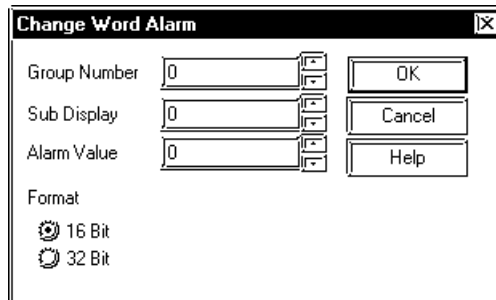 Change Word Alarm
Group Number 0 OK
Sub Display 0 Cancel
Alarm Value 0 Help
Format
16 Bit
32 Bit